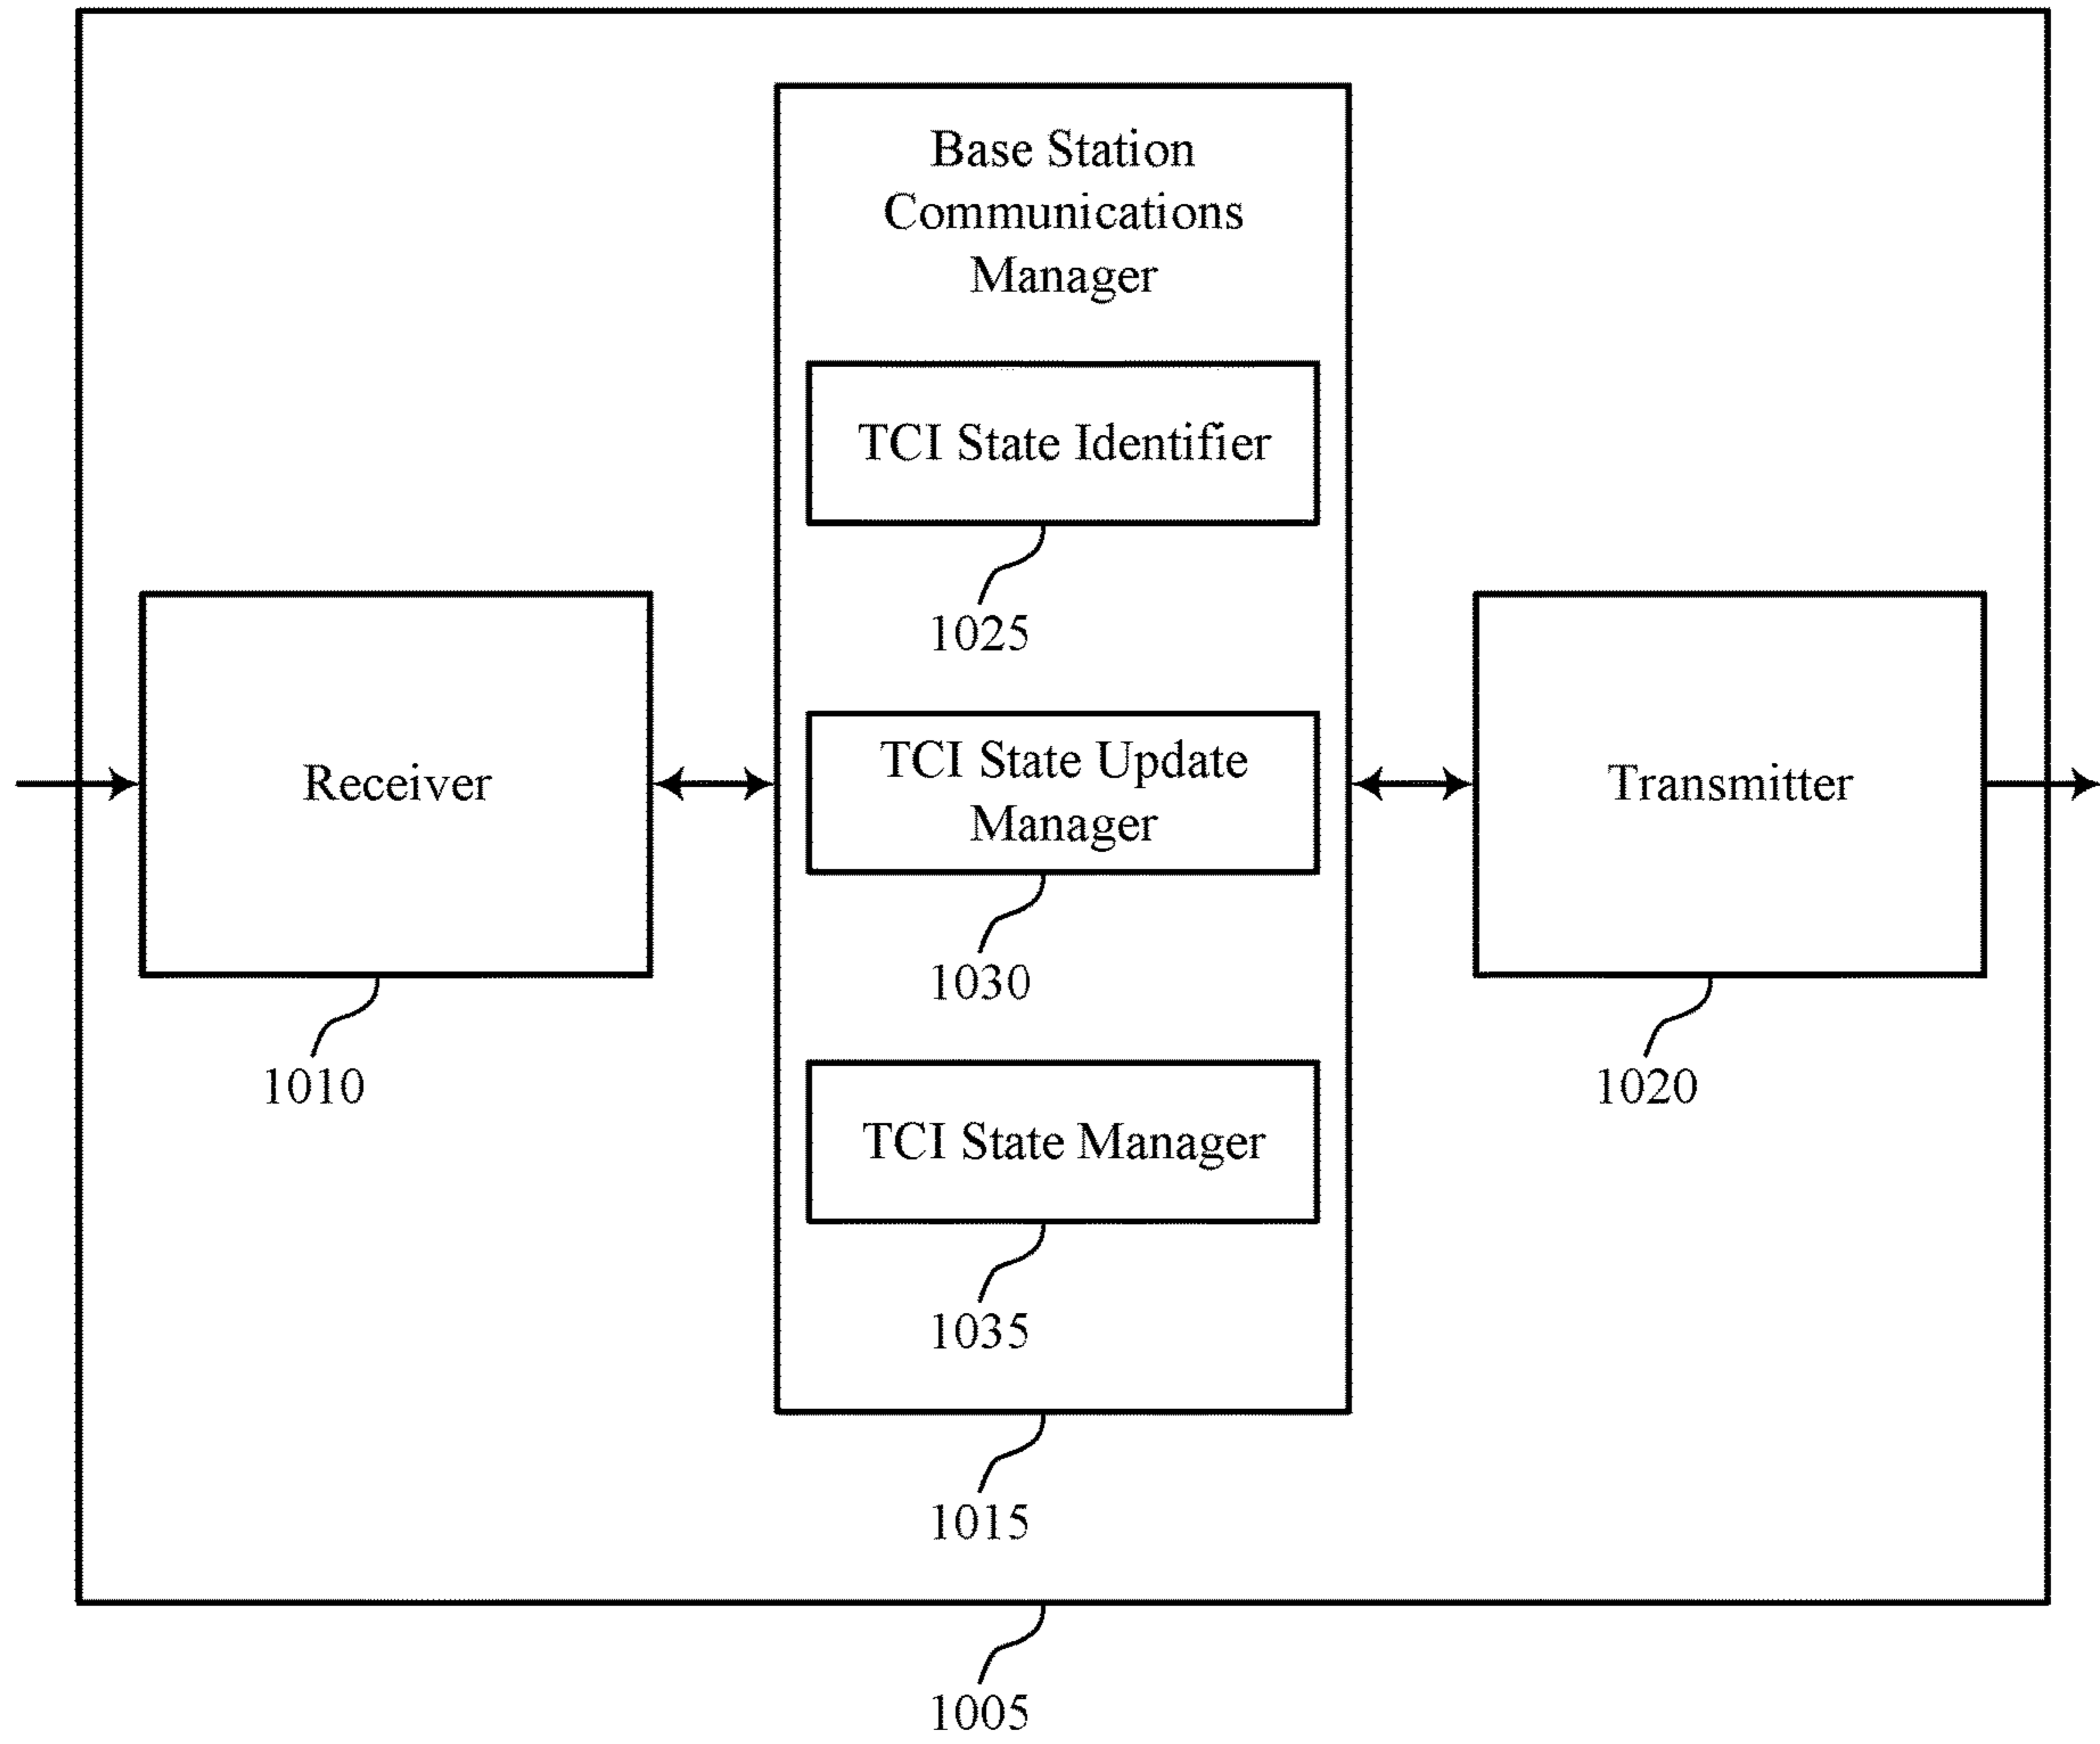 Base Station
Communications
Manager
TCI State Identifier
1025
Receiver
1010
TCI State Update
Manager
1030
Transmitter
1020
TCI State Manager
1035
1015
1005